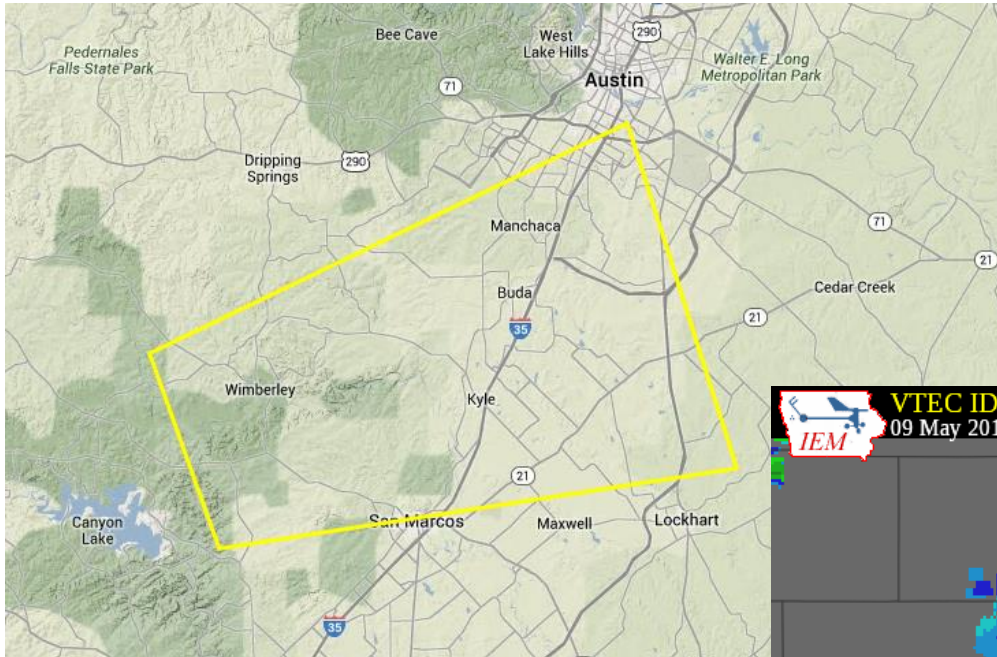 Pedernales
Falls State Park
Bee Cave
West
Lake Hills
290
Walter E. Long
Metropolitan Park
Austin
71
Dripping
Springs
290
Manchaca
71
21
Buda
Cedar Creek
21
35
Wimberley
Kyle
VTEC ID
09 May 201
IEM
21
Canyon
Lake
San Marcos
Maxwell
Lockhart
35